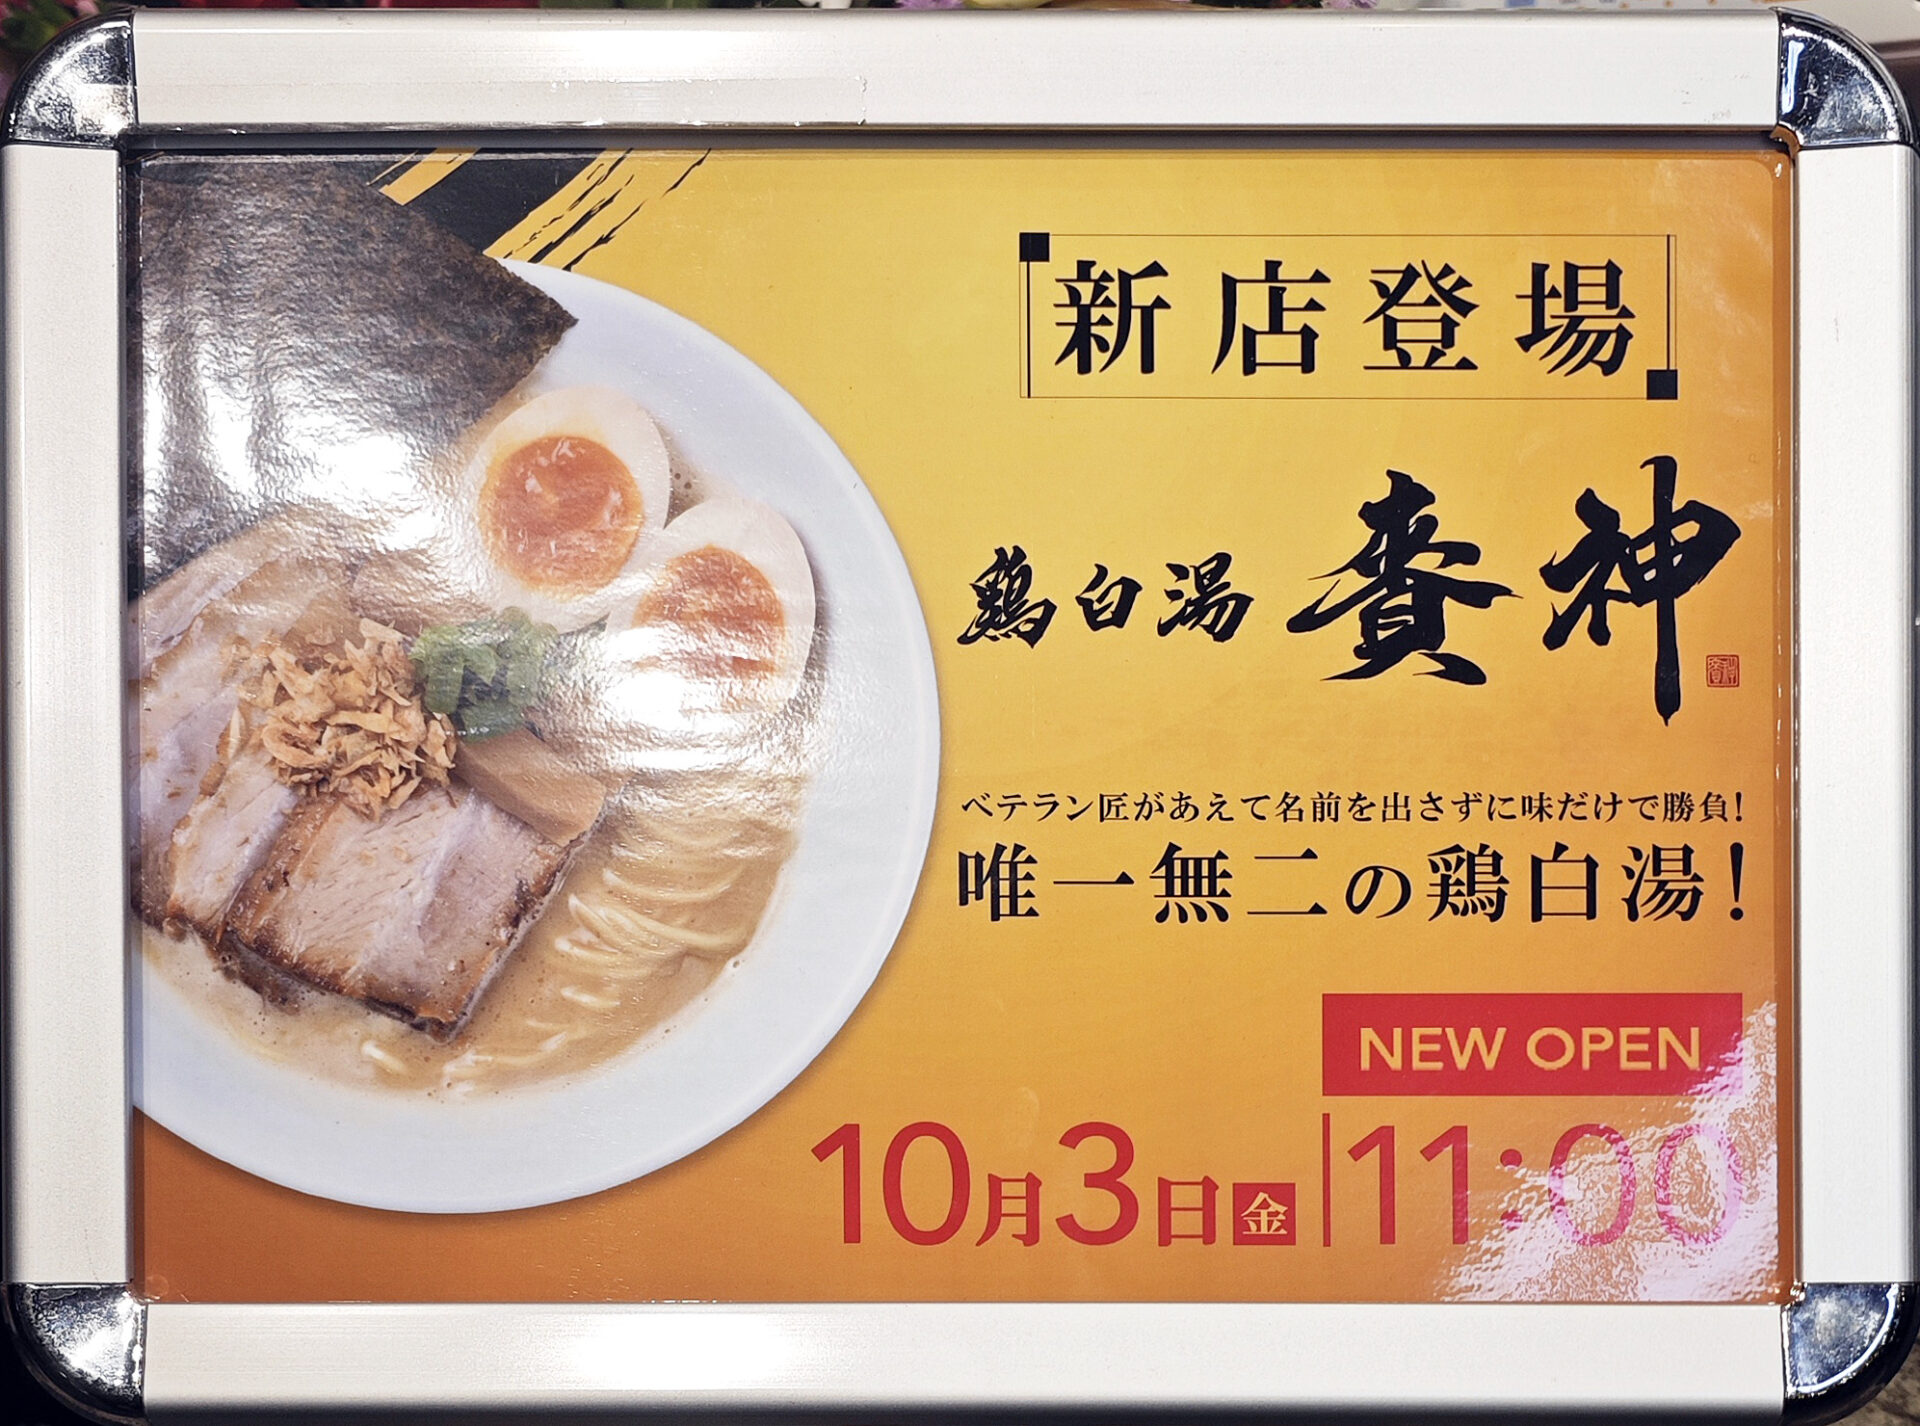 新店登場
鶏白湯 賚神
ベテラン匠があえて名前を出さずに味だけで勝負!
唯一無二の鶏白湯!
NEW OPEN
10月3日 金 11:00